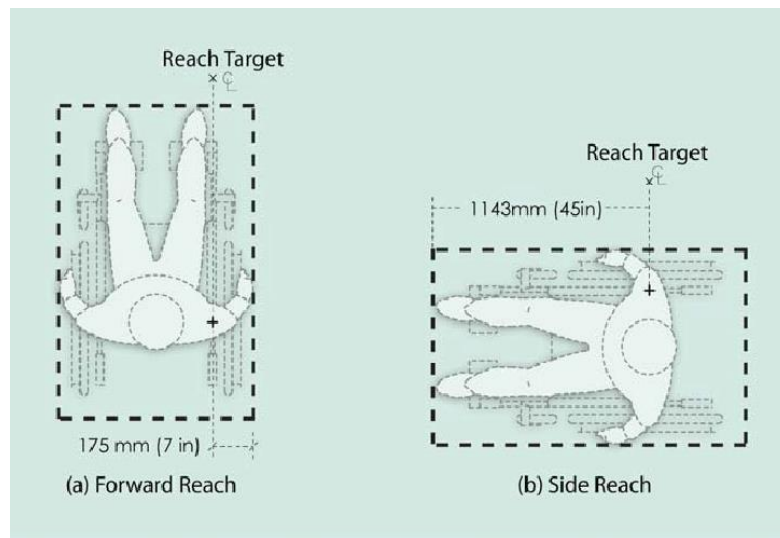 Reach Target
℄
Reach Target
℄
1143mm (45in)
175 mm (7 in)
(a) Forward Reach
(b) Side Reach